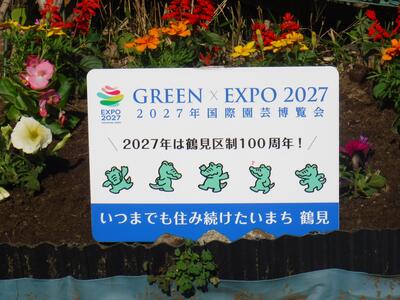 GREEN × EXPO 2027
2027年国際園芸博覧会
EXPO
2027
\ 2027年は鶴見区制100周年! /
いつまでも住み続けたいまち 鶴見